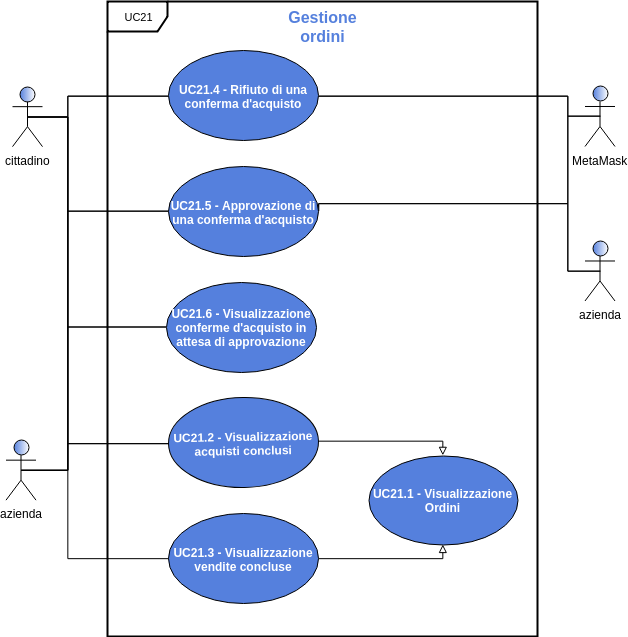 UC21
Gestione
ordini
UC21.4 - Rifiuto di una
conferma d'acquisto
cittadino
MetaMask
UC21.5 - Approvazione di
una conferma d'acquisto
azienda
UC21.6 - Visualizzazione
conferme d'acquisto in
attesa di approvazione
UC21.2 - Visualizzazione
acquisti conclusi
UC21.1 - Visualizzazione
Ordini
azienda
UC21.3 - Visualizzazione
vendite concluse